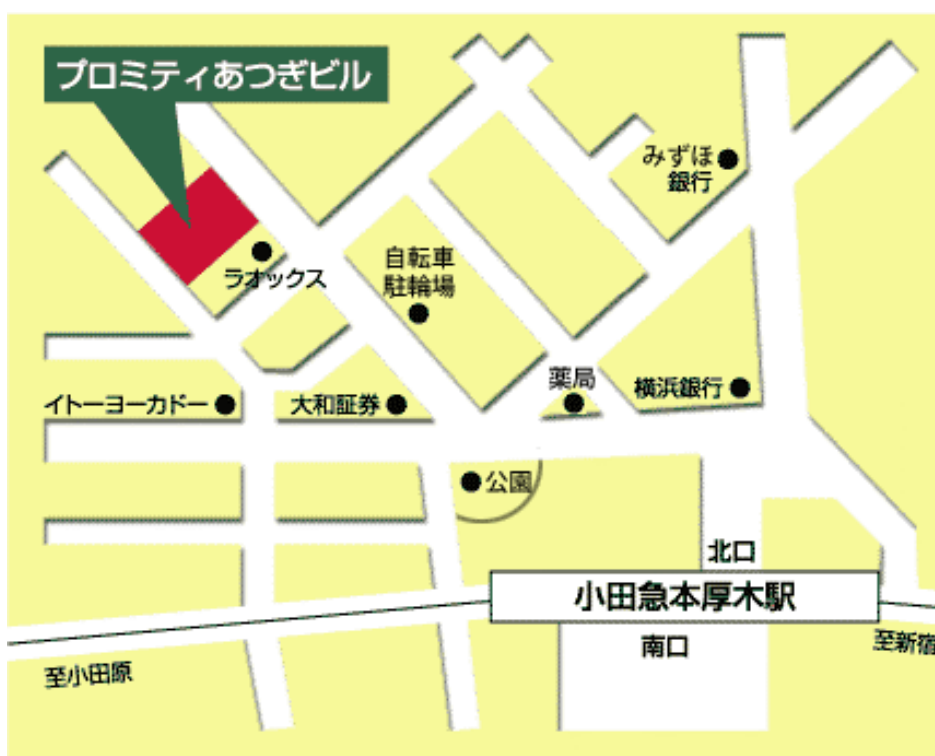 プロミティあつぎビル
みずほ
銀行
ラオックス
自転車
駐輪場
薬局
イトーヨーカドー
大和証券
横浜銀行
公園
北口
小田急本厚木駅
南口
至新宿
至小田原